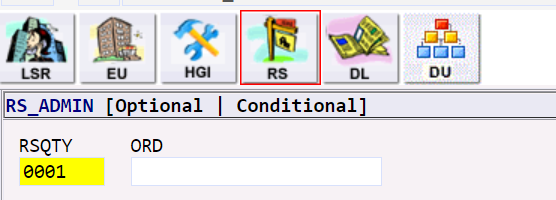 LSR EU HGI RS DL DU
RS_ADMIN [Optional | Conditional]
RSQTY ORD
0001